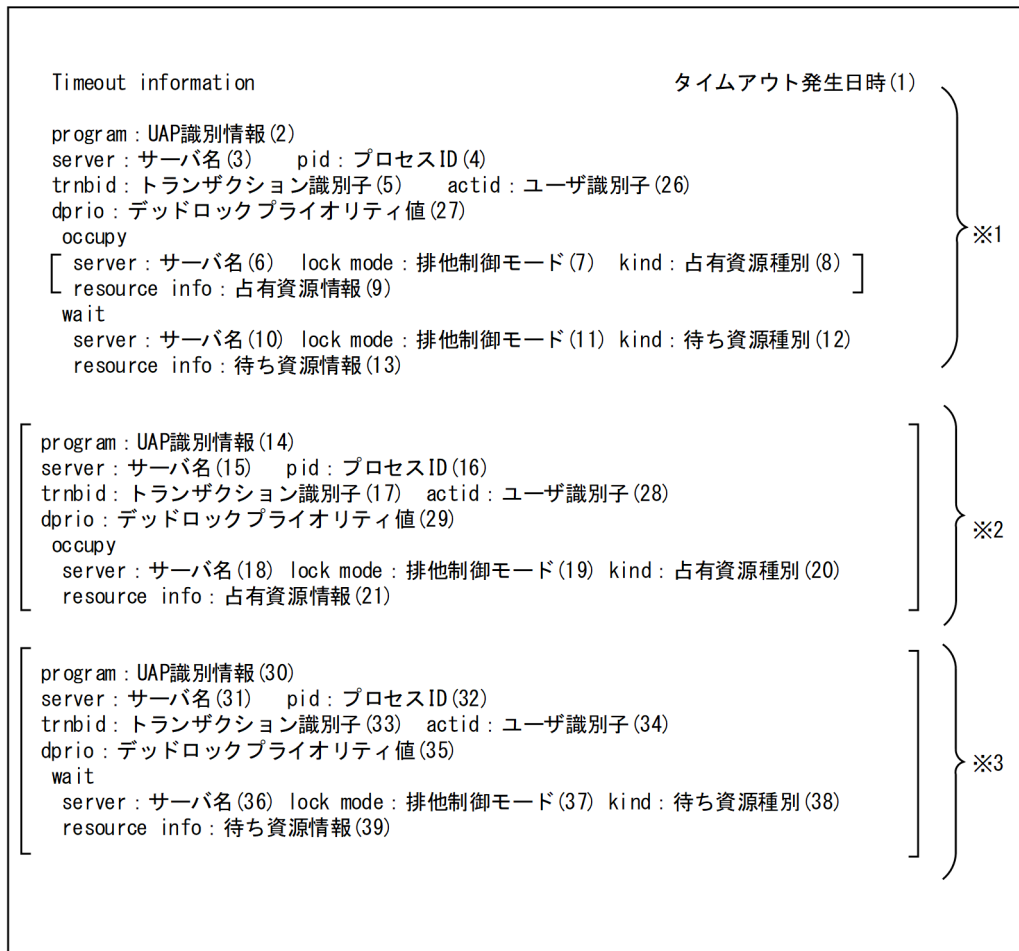 Timeout information タイムアウト発生日時(1)
program：UAP識別情報(2)
server：サーバ名(3) pid：プロセスID(4)
trnbid：トランザクション識別子(5) actid：ユーザ識別子(26)
dprio：デッドロックプライオリティ値(27)
occupy
server：サーバ名(6) lock mode：排他制御モード(7) kind：占有資源種別(8)
resource info：占有資源情報(9)
wait
server：サーバ名(10) lock mode：排他制御モード(11) kind：待ち資源種別(12)
resource info：待ち資源情報(13)
※1
program：UAP識別情報(14)
server：サーバ名(15) pid：プロセスID(16)
trnbid：トランザクション識別子(17) actid：ユーザ識別子(28)
dprio：デッドロックプライオリティ値(29)
occupy
server：サーバ名(18) lock mode：排他制御モード(19) kind：占有資源種別(20)
resource info：占有資源情報(21)
※2
program：UAP識別情報(30)
server：サーバ名(31) pid：プロセスID(32)
trnbid：トランザクション識別子(33) actid：ユーザ識別子(34)
dprio：デッドロックプライオリティ値(35)
wait
server：サーバ名(36) lock mode：排他制御モード(37) kind：待ち資源種別(38)
resource info：待ち資源情報(39)
※3